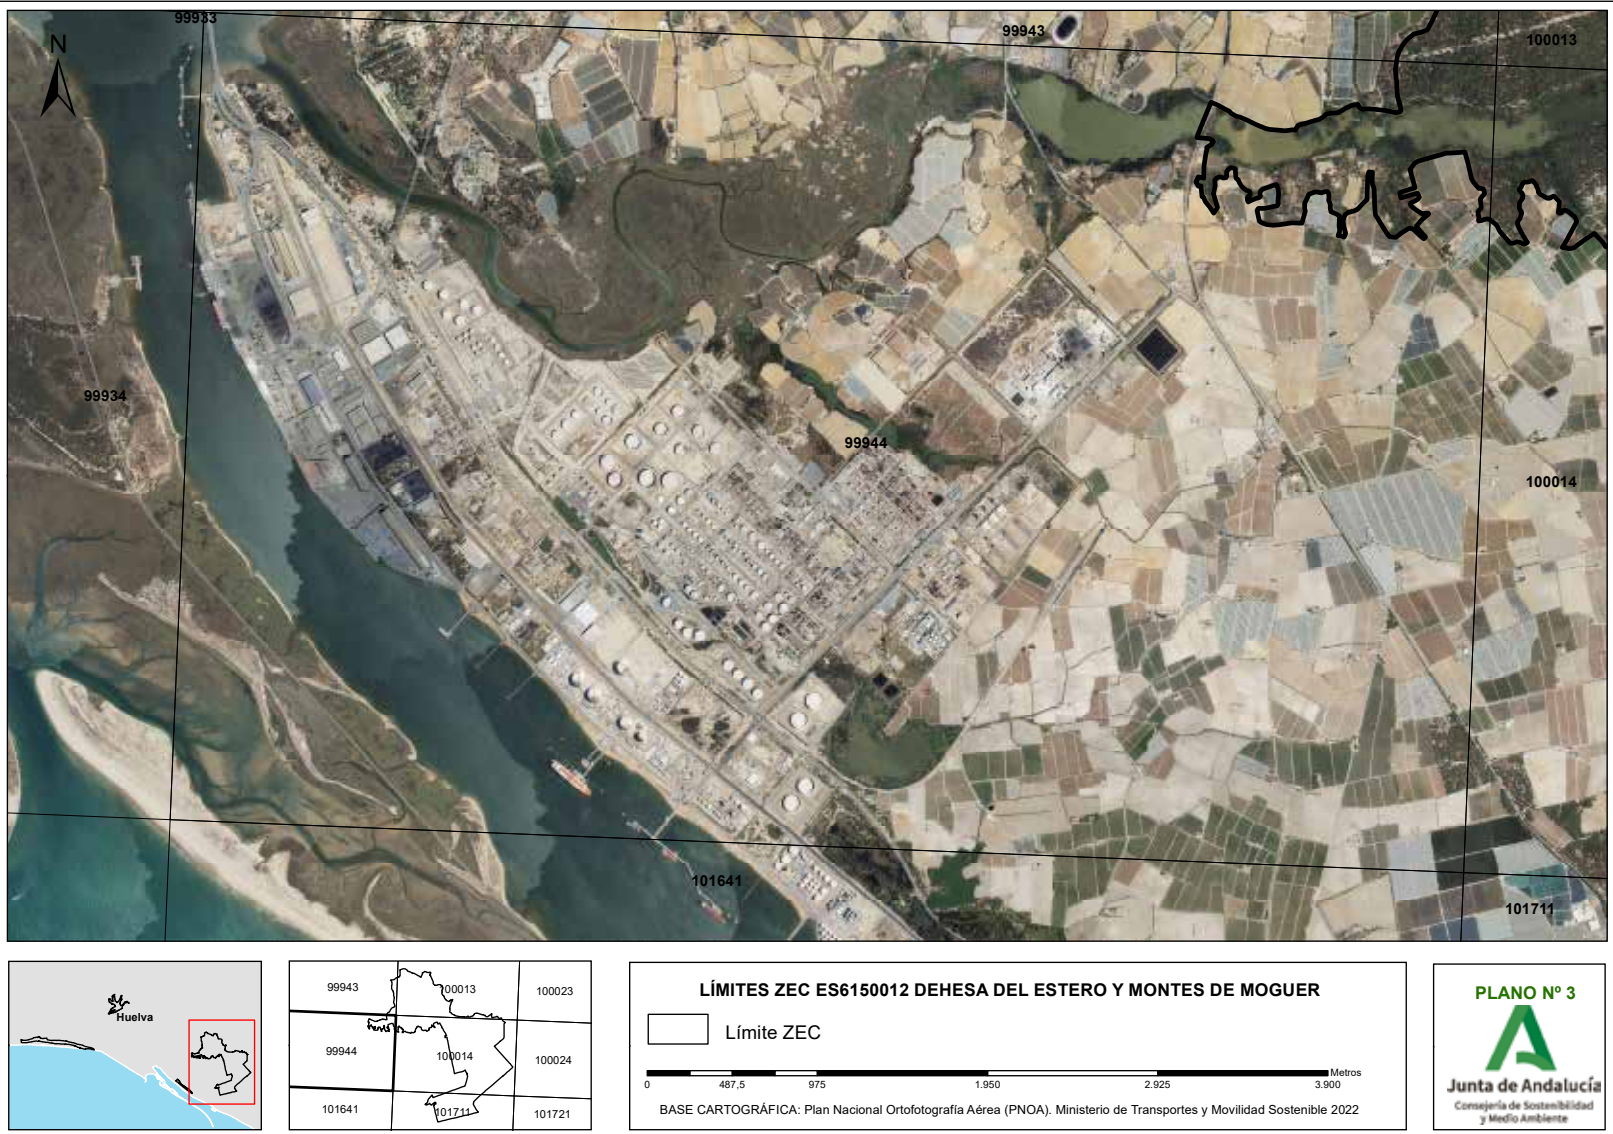 99933
99943
100013
N
99934
99944
100014
101641
101711
Huelva
99943
100013
100023
99944
100014
100024
101641
101711
101721
LÍMITES ZEC ES6150012 DEHESA DEL ESTERO Y MONTES DE MOGUER
Límite ZEC
Metros
0 487,5 975 1.950 2.925 3.900
BASE CARTOGRÁFICA: Plan Nacional Ortofotografía Aérea (PNOA). Ministerio de Transportes y Movilidad Sostenible 2022
PLANO Nº 3
Junta de Andalucía
Consejería de Sostenibilidad
y Medio Ambiente